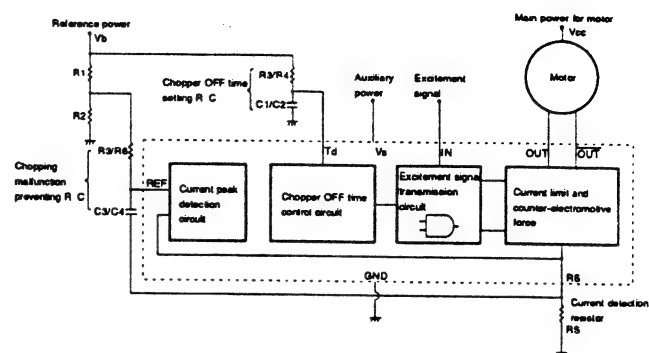 Reference power
Vb
Main power for motor
Vcc
R1
R3/R4
Chopper OFF time
setting R C
C1/C2
Auxiliary
power
Excitement
signal
Motor
R2
R3/R6
Td
Vs
IN
OUT
OUT
Chopping
malfunction
preventing R C
REF
Current peak
detection
circuit
Chopper OFF time
control circuit
Excitement signal
transmission
circuit
Current limit and
counter-electromotive
force
C3/C4
GND
RS
Current detection
resestor
RS